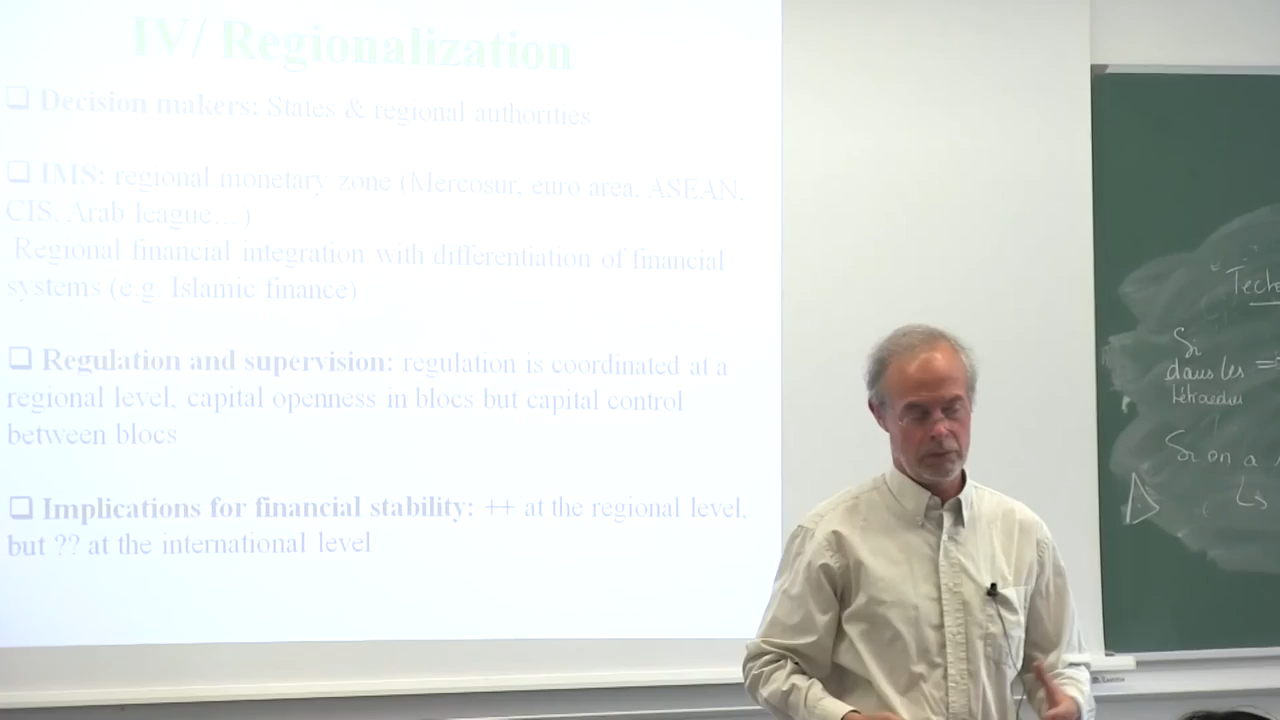 IV/ Regionalization
❑ Decision makers: States & regional authorities
❑ IMS: regional monetary zone (Mercosur, euro area, ASEAN,
CIS, Arab league…)
Regional financial integration with differentiation of financial
systems (e.g. Islamic finance)
❑ Regulation and supervision: regulation is coordinated at a
regional level, capital openness in blocs but capital control
between blocs
❑ Implications for financial stability: ++ at the regional level,
but ?? at the international level
Si
dans les =
Si on a